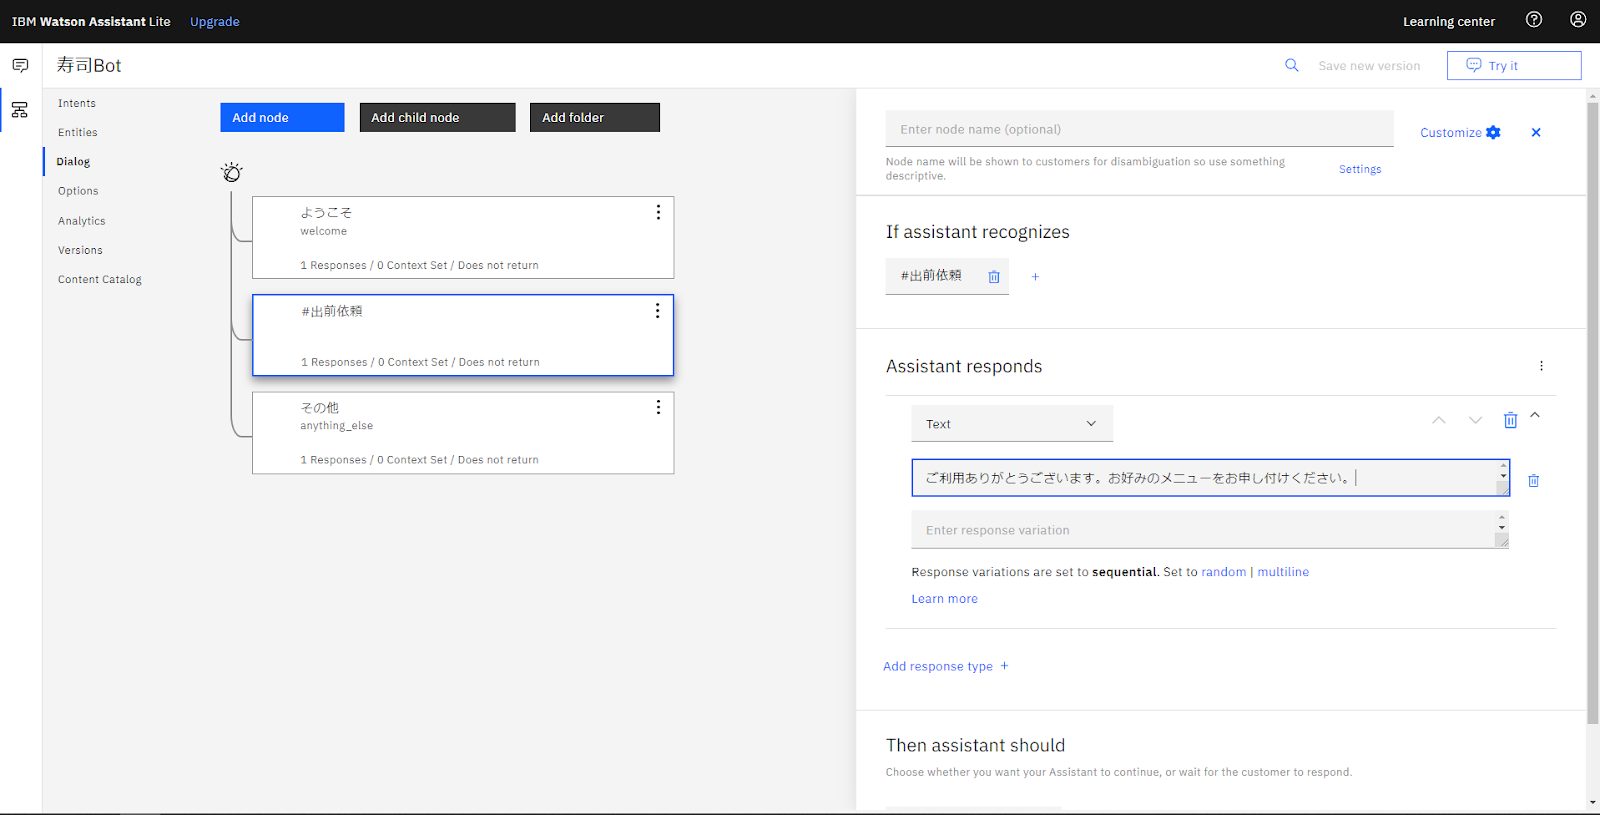 IBM Watson Assistant Lite Upgrade Learning center
寿司Bot Save new version Try it
Intents
Entities
Dialog
Options
Analytics
Versions
Content Catalog
Add node Add child node Add folder
ようこそ
welcome
1 Responses / 0 Context Set / Does not return
#出前依頼
1 Responses / 0 Context Set / Does not return
その他
anything_else
1 Responses / 0 Context Set / Does not return
Enter node name (optional)
Customize
Node name will be shown to customers for disambiguation so use something
descriptive.
Settings
If assistant recognizes
#出前依頼
Assistant responds
Text
ご利用ありがとうございます。お好みのメニューをお申し付けください。
Enter response variation
Response variations are set to sequential. Set to random | multiline
Learn more
Add response type +
Then assistant should
Choose whether you want your Assistant to continue, or wait for the customer to respond.